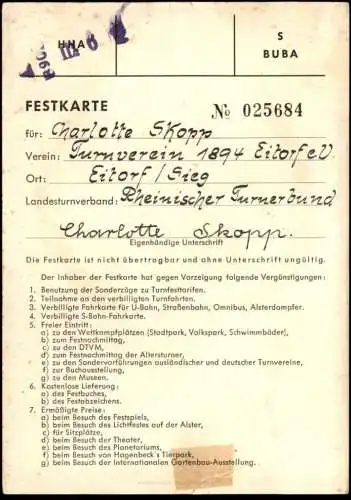 HNA
S
BUBA
FESTKARTE
№ 025684
für: Charlotte Skopp
Verein: Turnverein 1894 Eitorf e.V.
Ort: Eitorf/Sieg
Landesturnverband: Rheinischer Turnerbund
Charlotte Skopp.
Eigenhändige Unterschrift
Die Festkarte ist nicht übertragbar und ohne Unterschrift ungültig.
Der Inhaber der Festkarte hat gegen Vorzeigung folgende Vergünstigungen:
1. Benutzung der Sonderzüge zu Turnfesttarifen.
2. Teilnahme an den verbilligten Turnfahrten.
3. Verbilligte Fahrkarte für U-Bahn, Straßenbahn, Omnibus, Alsterdampfer.
4. Verbilligte S-Bahn-Fahrkarte.
5. Freier Eintritt:
a) zu den Wettkampfplätzen (Stadtpark, Volkspark, Schwimmbäder),
b) zum Festnachmittag,
c) zu den DTVM,
d) zum Festnachmittag der Altersturner,
e) zu den Sondervorführungen ausländischer und deutscher Turnvereine,
f) zur Buchausstellung,
g) zu den Museen.
6. Kostenlose Lieferung:
a) des Festbuches,
b) des Festabzeichens.
7. Ermäßigte Preise:
a) beim Besuch des Festspiels,
b) beim Besuch des Lichtfestes auf der Alster,
c) für Sitzplätze,
d) beim Besuch der Theater,
e) beim Besuch des Planetariums,
f) beim Besuch von Hagenbeck's Tierpark,
g) beim Besuch der Internationalen Gartenbau-Ausstellung.